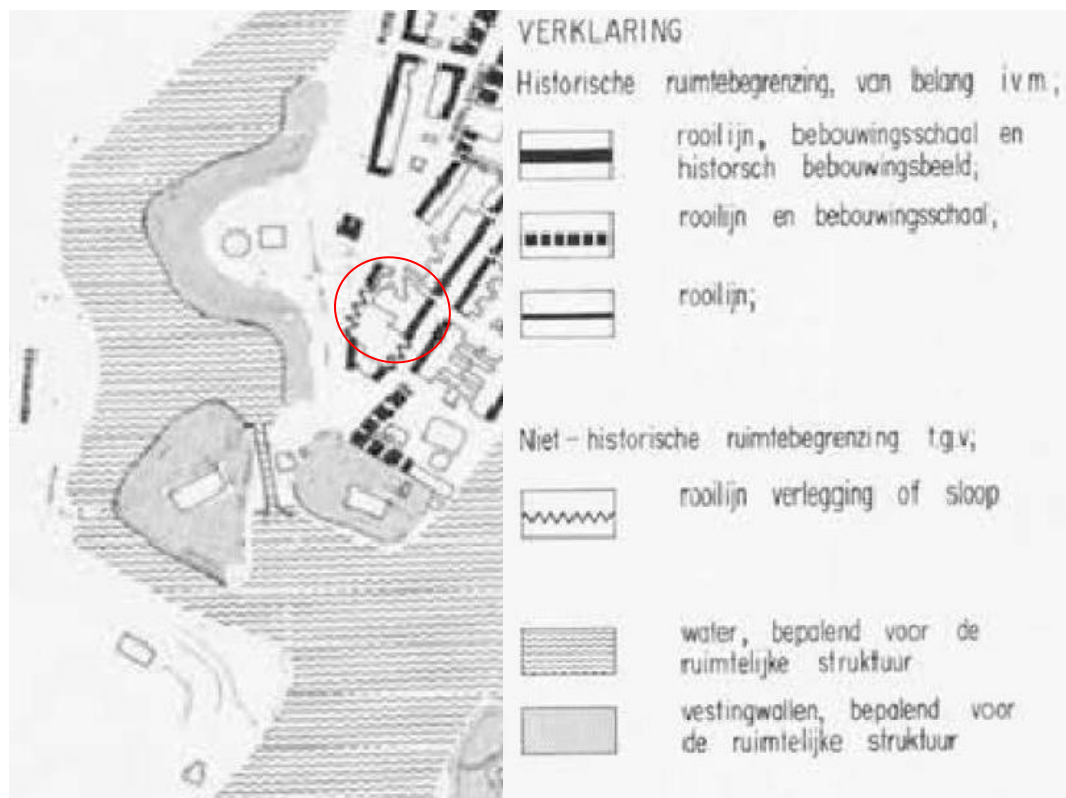 VERKLARING
Historische ruimtebegrenzing, van belang i v m;
rooilijn, bebouwingsschaal en
historsch bebouwingsbeeld;
rooilijn en bebouwingsschaal,
rooilijn;
Niet - historische ruimtebegrenzing t.g.v;
rooilijn verlegging of sloop
water, bepalend voor de
ruimtelijke struktuur
vestingwallen, bepalend voor
de ruimtelijke struktuur